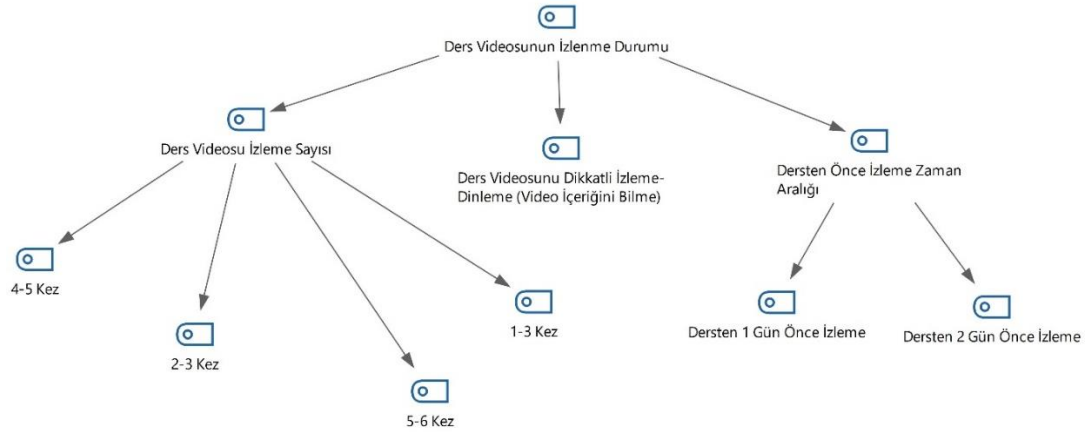 Ders Videosunun İzlenme Durumu
Ders Videosu İzleme Sayısı
Ders Videosunu Dikkatli İzleme-
Dinleme (Video İçeriğini Bilme)
Dersten Önce İzleme Zaman
Aralığı
4-5 Kez
2-3 Kez
5-6 Kez
1-3 Kez
Dersten 1 Gün Önce İzleme
Dersten 2 Gün Önce İzleme